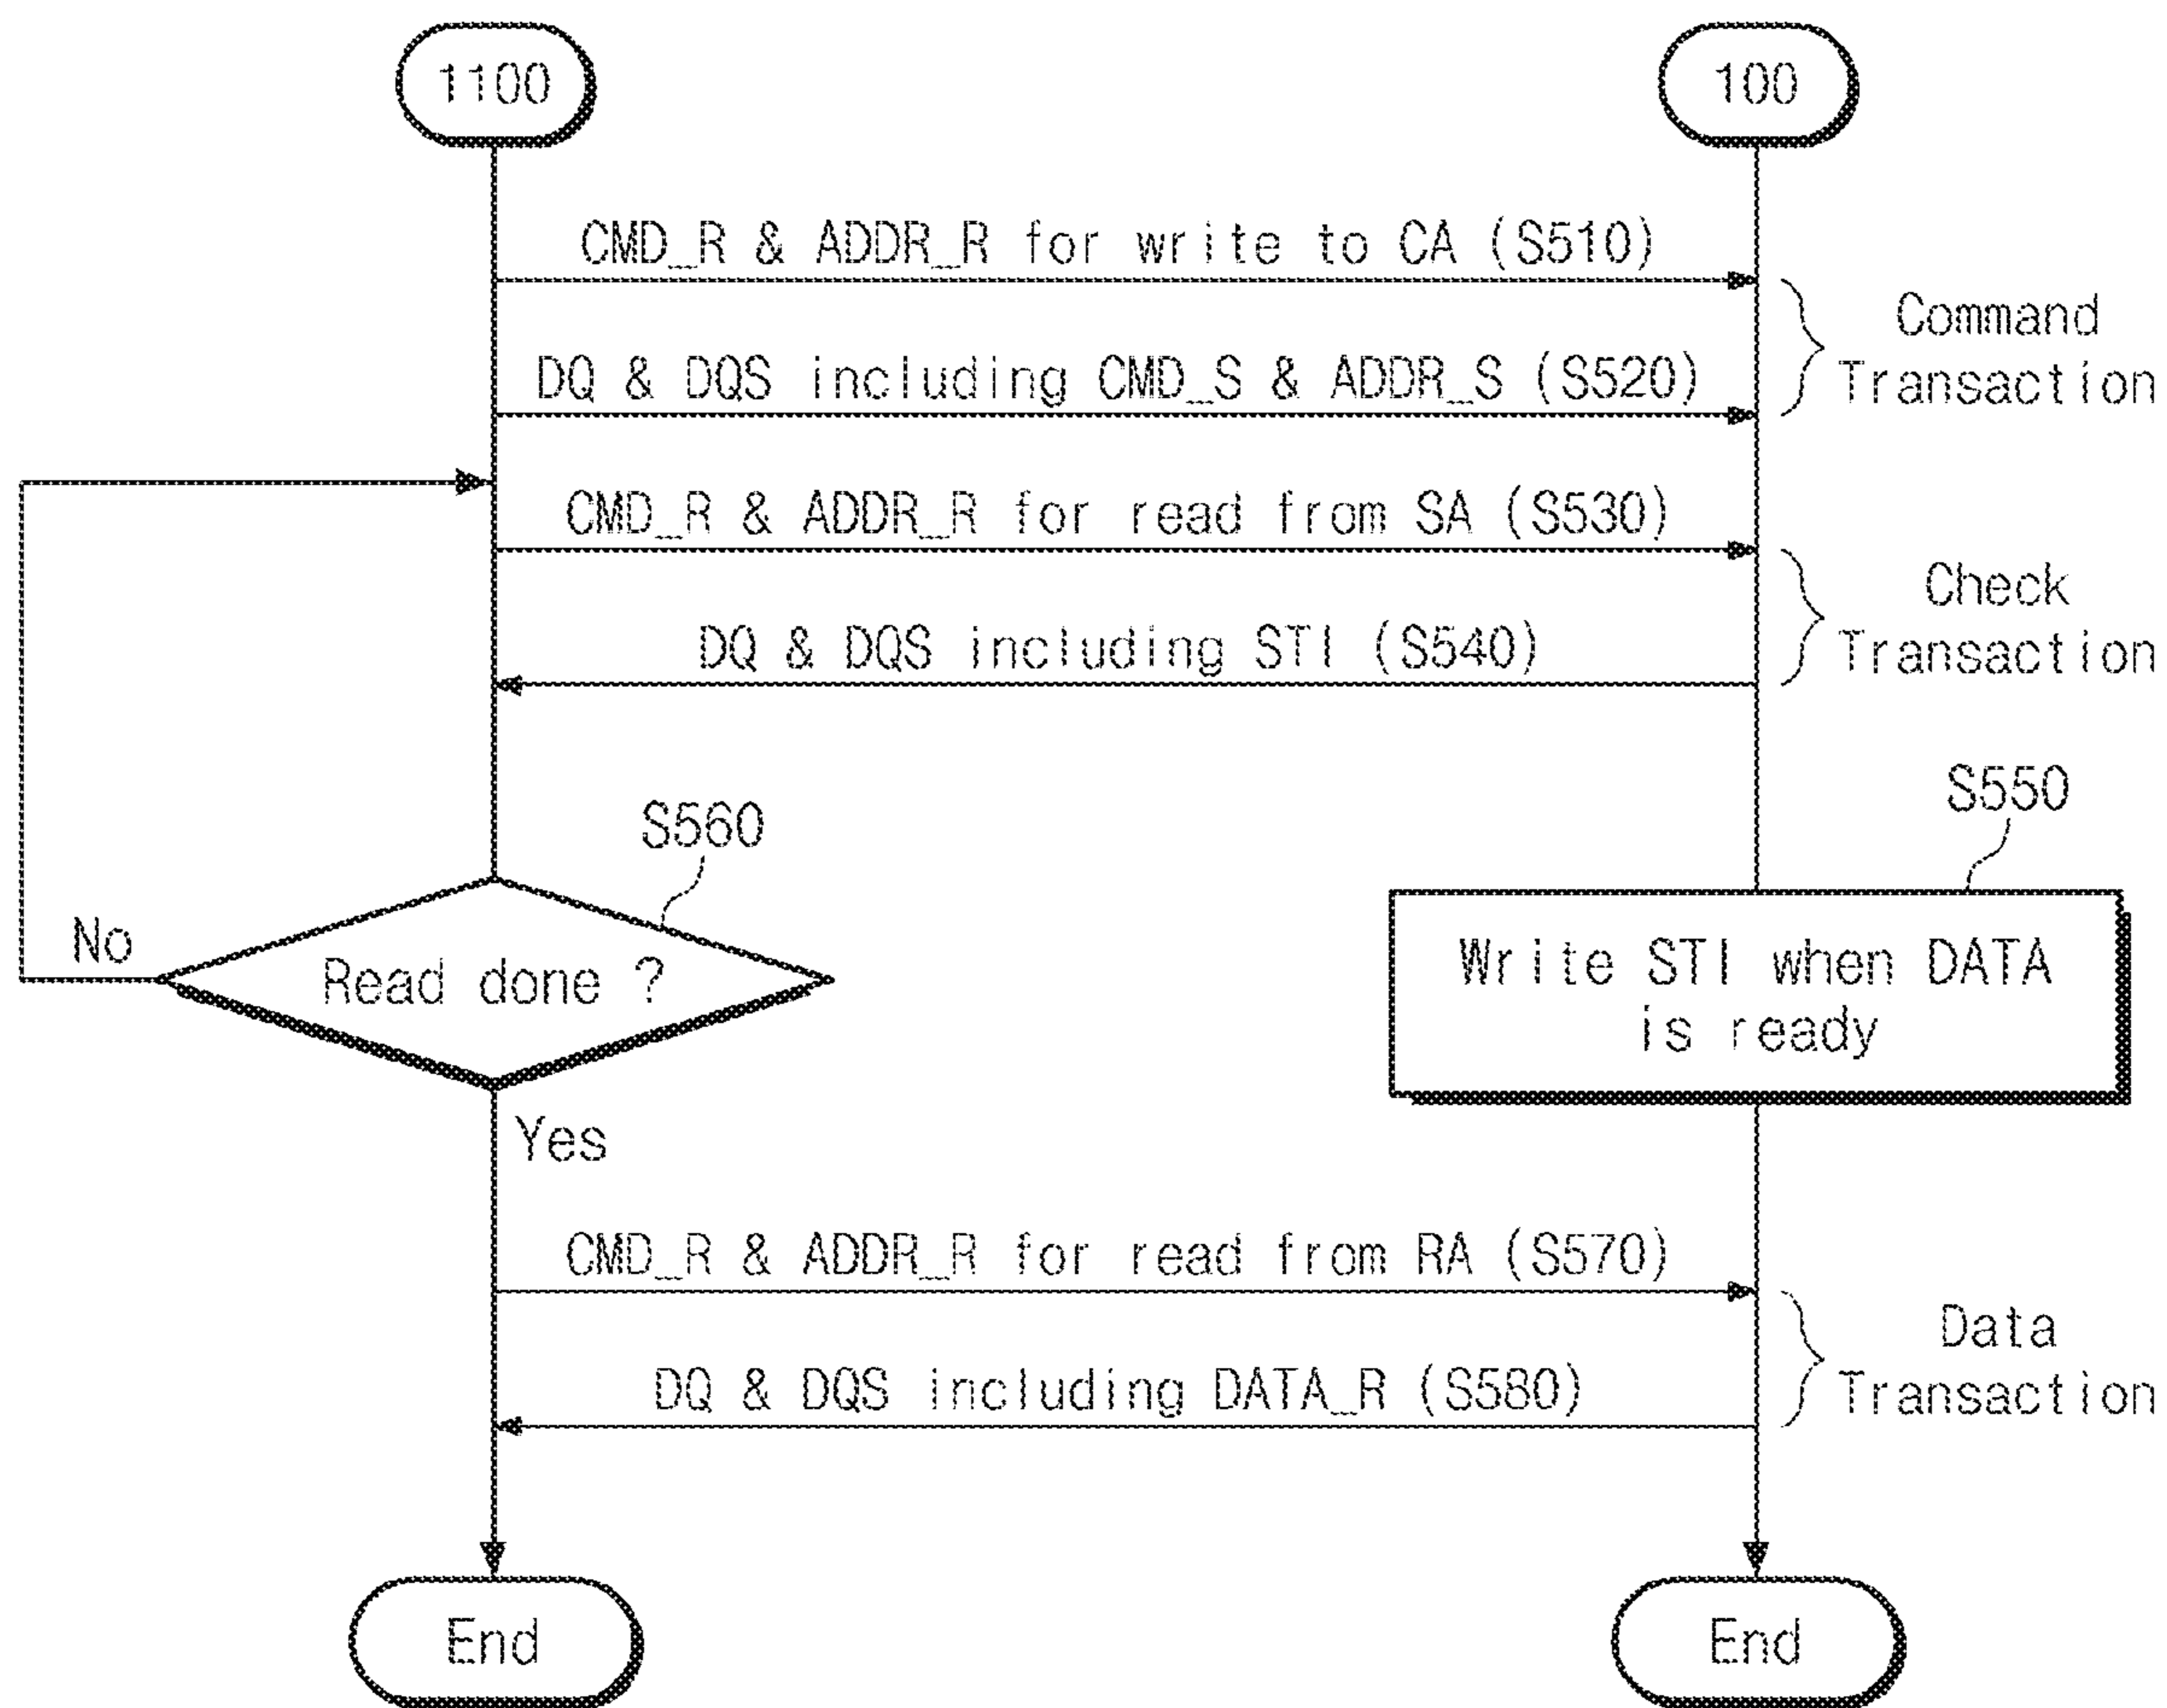 1100
100
CMD_R & ADDR_R for write to CA (S510)
Command
Transaction
DQ & DQS including CMD_S & ADDR_S (S520)
CMD_R & ADDR_R for read from SA (S530)
Check
Transaction
DQ & DQS including STI (S540)
S550
S560
No
Read done ?
Write STI when DATA
is ready
Yes
CMD_R & ADDR_R for read from RA (S570)
Data
Transaction
DQ & DQS including DATA_R (S580)
End
End